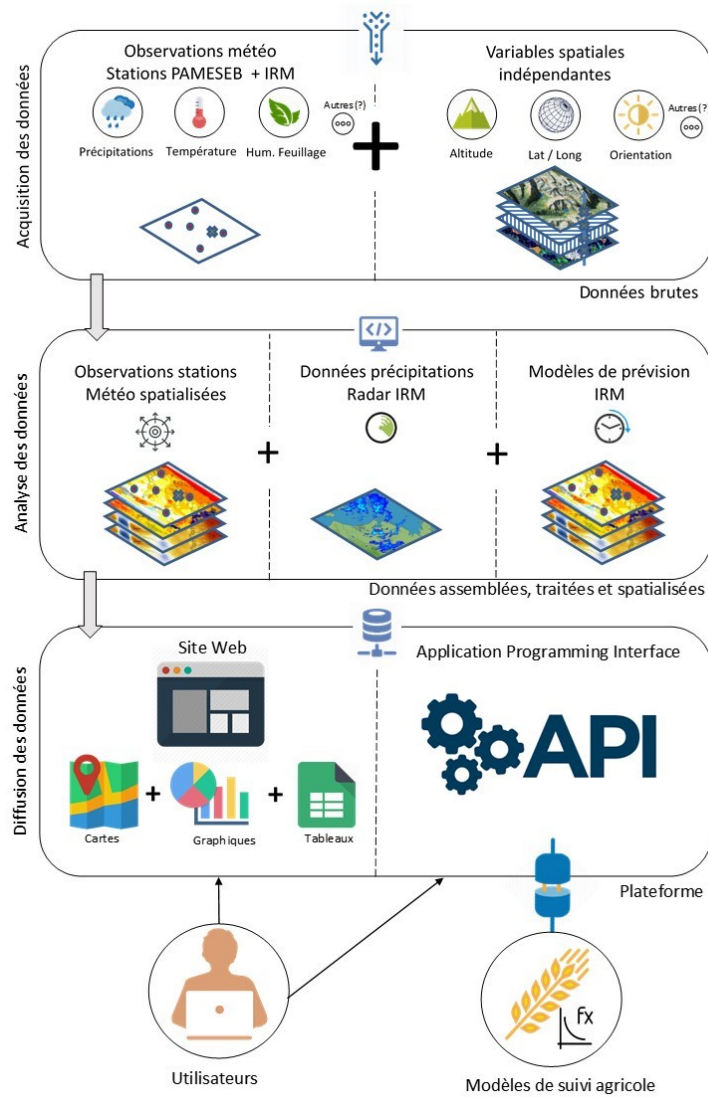 Acquisition des données
Observations météo
Stations PAMESEB + IRM
Précipitations
Température
Hum. Feuillage
Autres (?)
Variables spatiales
indépendantes
Altitude
Lat / Long
Orientation
Autres (?)
Données brutes
Analyse des données
Observations stations
Météo spatialisées
Données précipitations
Radar IRM
Modèles de prévision
IRM
Données assemblées, traitées et spatialisées
Diffusion des données
Site Web
Cartes
Graphiques
Tableaux
Application Programming Interface
API
Plateforme
Utilisateurs
fx
Modèles de suivi agricole